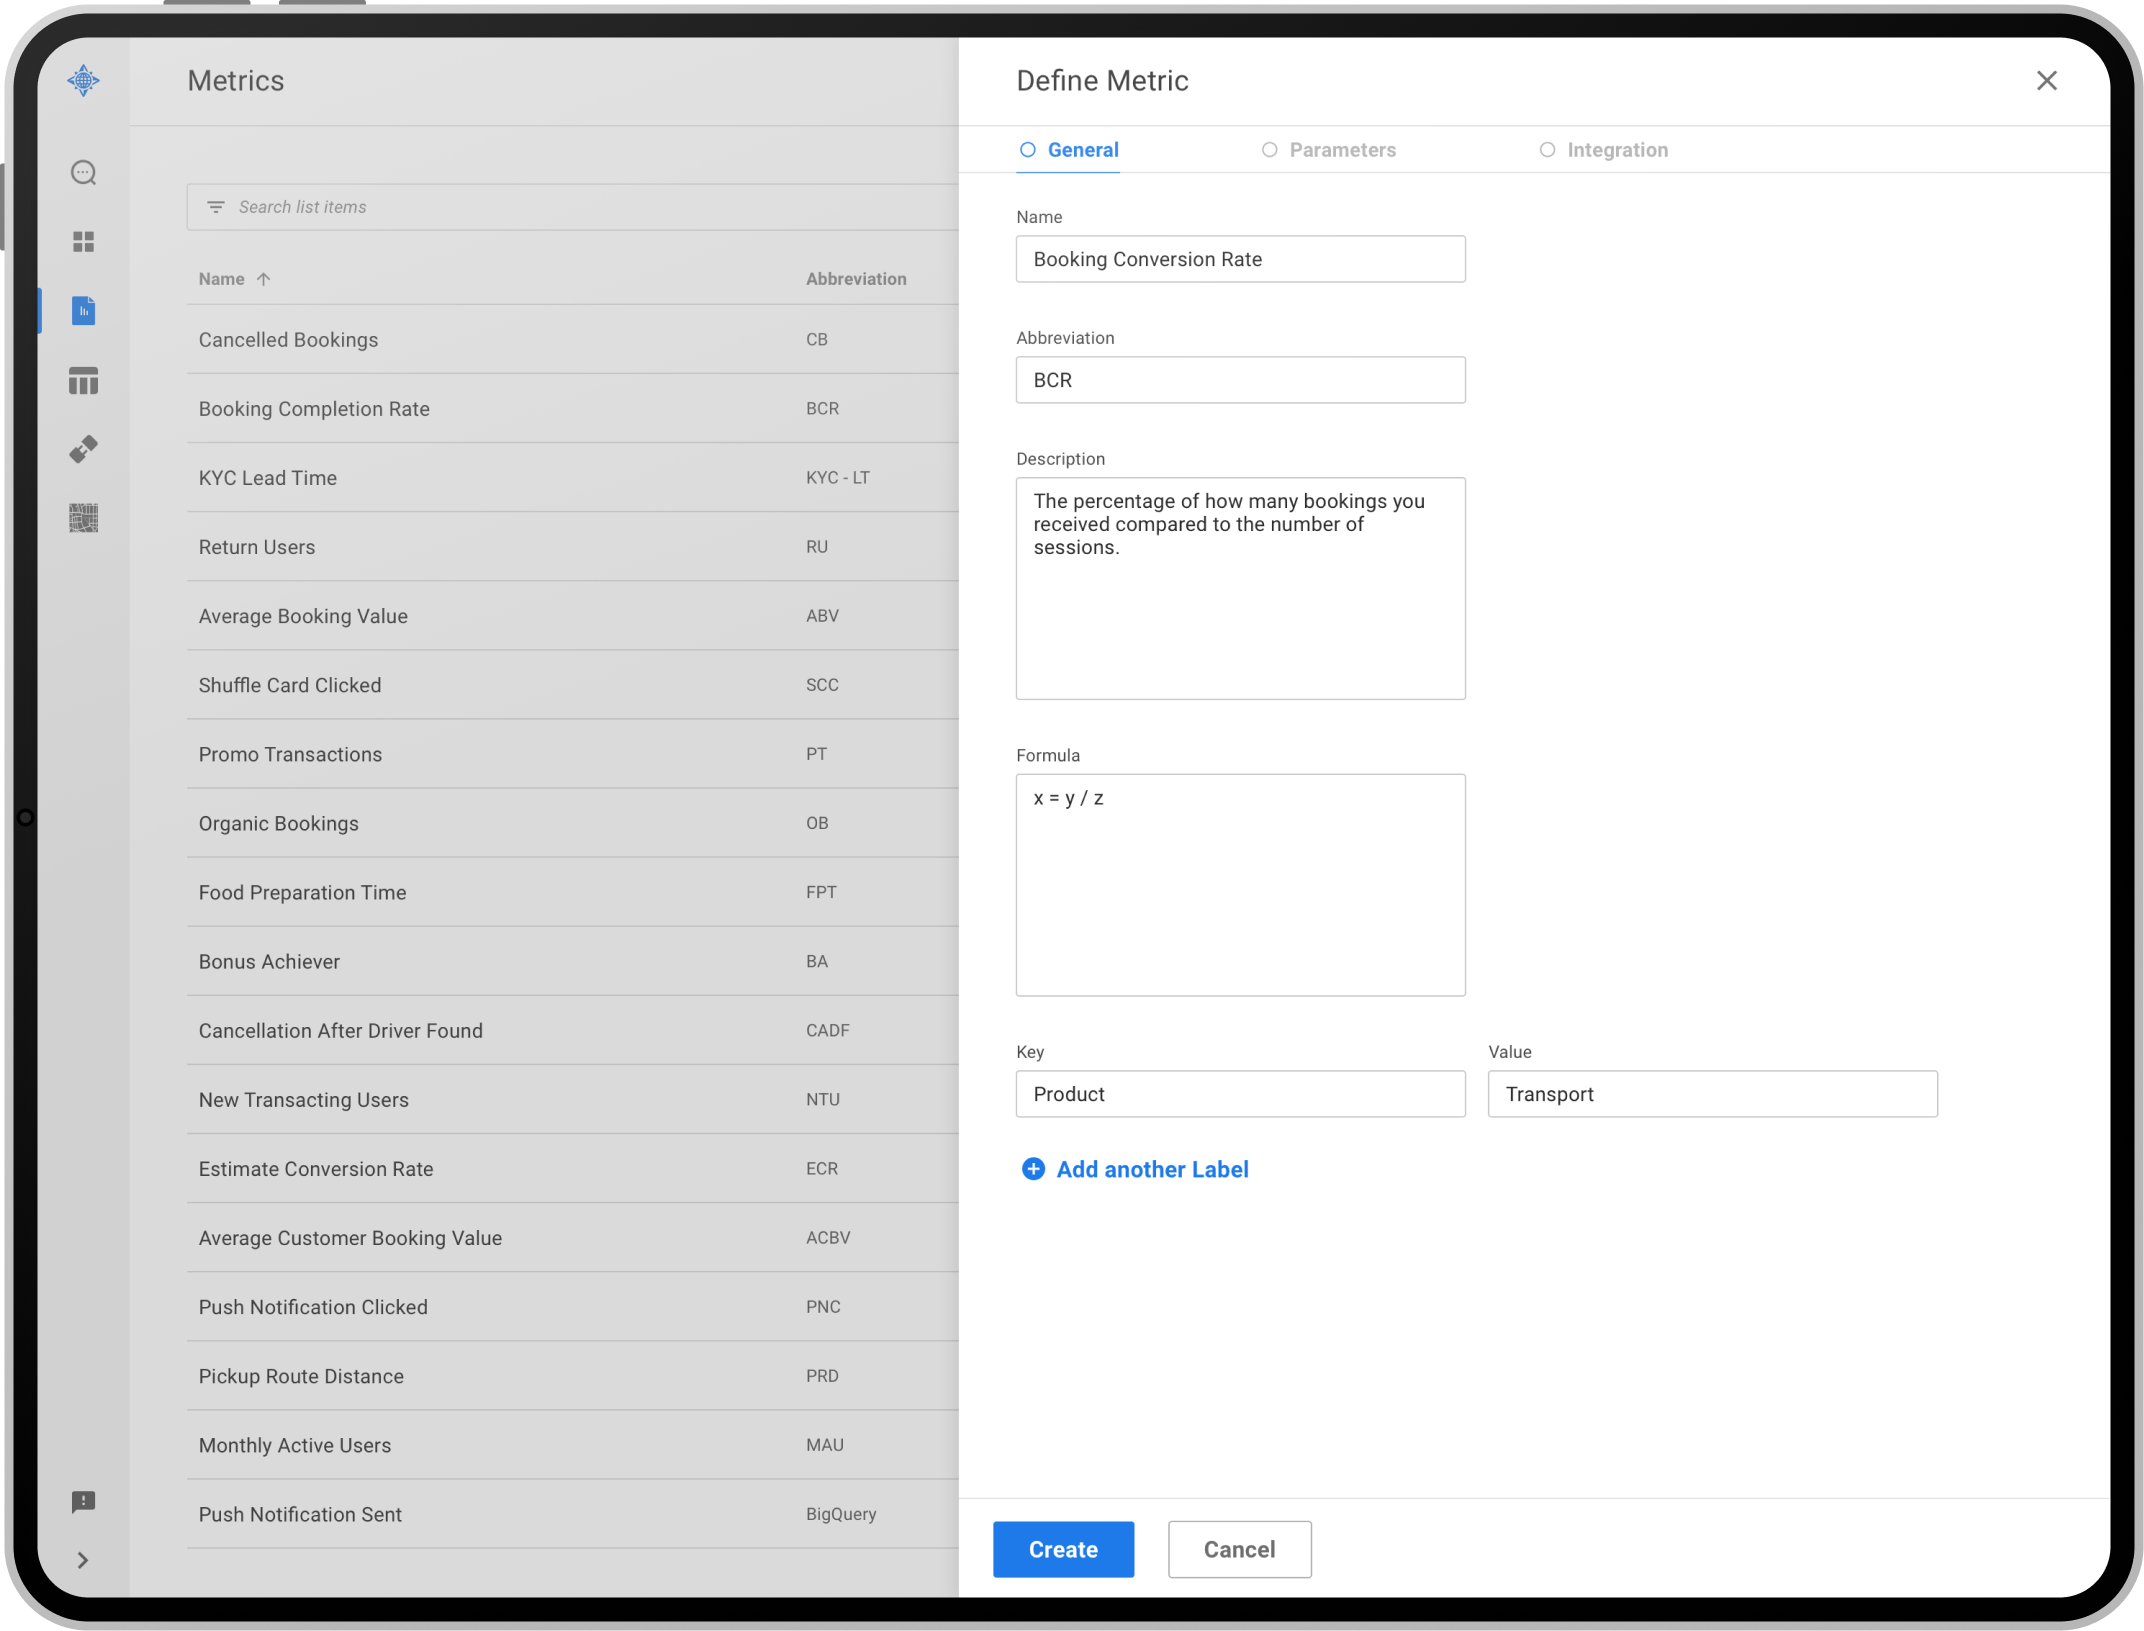 Metrics
Search list items
Name Abbreviation
Cancelled Bookings CB
Booking Completion Rate BCR
KYC Lead Time KYC - LT
Return Users RU
Average Booking Value ABV
Shuffle Card Clicked SCC
Promo Transactions PT
Organic Bookings OB
Food Preparation Time FPT
Bonus Achiever BA
Cancellation After Driver Found CADF
New Transacting Users NTU
Estimate Conversion Rate ECR
Average Customer Booking Value ACBV
Push Notification Clicked PNC
Pickup Route Distance PRD
Monthly Active Users MAU
Push Notification Sent BigQuery
Define Metric
General Parameters Integration
Name
Booking Conversion Rate
Abbreviation
BCR
Description
The percentage of how many bookings you
received compared to the number of
sessions.
Formula
x = y / z
Key Value
Product Transport
Add another Label
Create Cancel